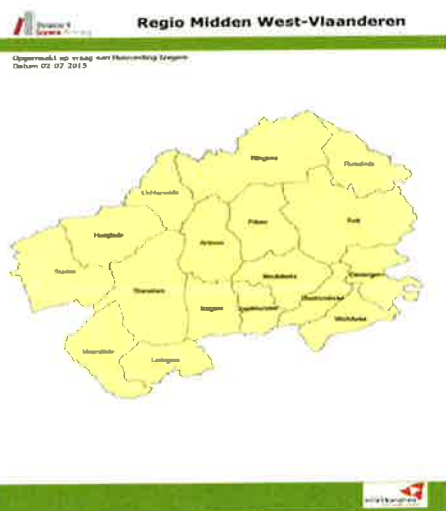 Regio Midden West-Vlaanderen
Opgemaakt op vraag van Huisvesting Izegem
Datum 02 07 2013
Wingene
Ruiselede
Lichtervelde
Pittem
Tielt
Hooglede
Ardooie
Staden
Meulebeke
Dentergem
Roeselare
Oostrozebeke
Izegem
Ingelmunster
Wielsbeke
Moorslede
Ledegem